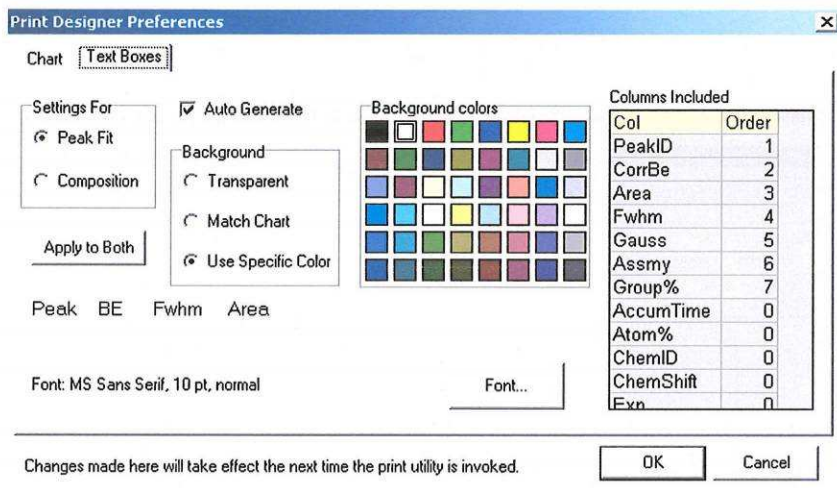 Print Designer Preferences
Chart Text Boxes
Settings For
Peak Fit
Composition
Apply to Both
Auto Generate
Background
Transparent
Match Chart
Use Specific Color
Background colors
Columns Included
Col Order
PeakID 1
CorrBe 2
Area 3
Fwhm 4
Gauss 5
Assmy 6
Group% 7
AccumTime 0
Atom% 0
ChemID 0
ChemShift 0
Exp 0
Peak BE Fwhm Area
Font: MS Sans Serif, 10 pt, normal
Font...
Changes made here will take effect the next time the print utility is invoked.
OK
Cancel